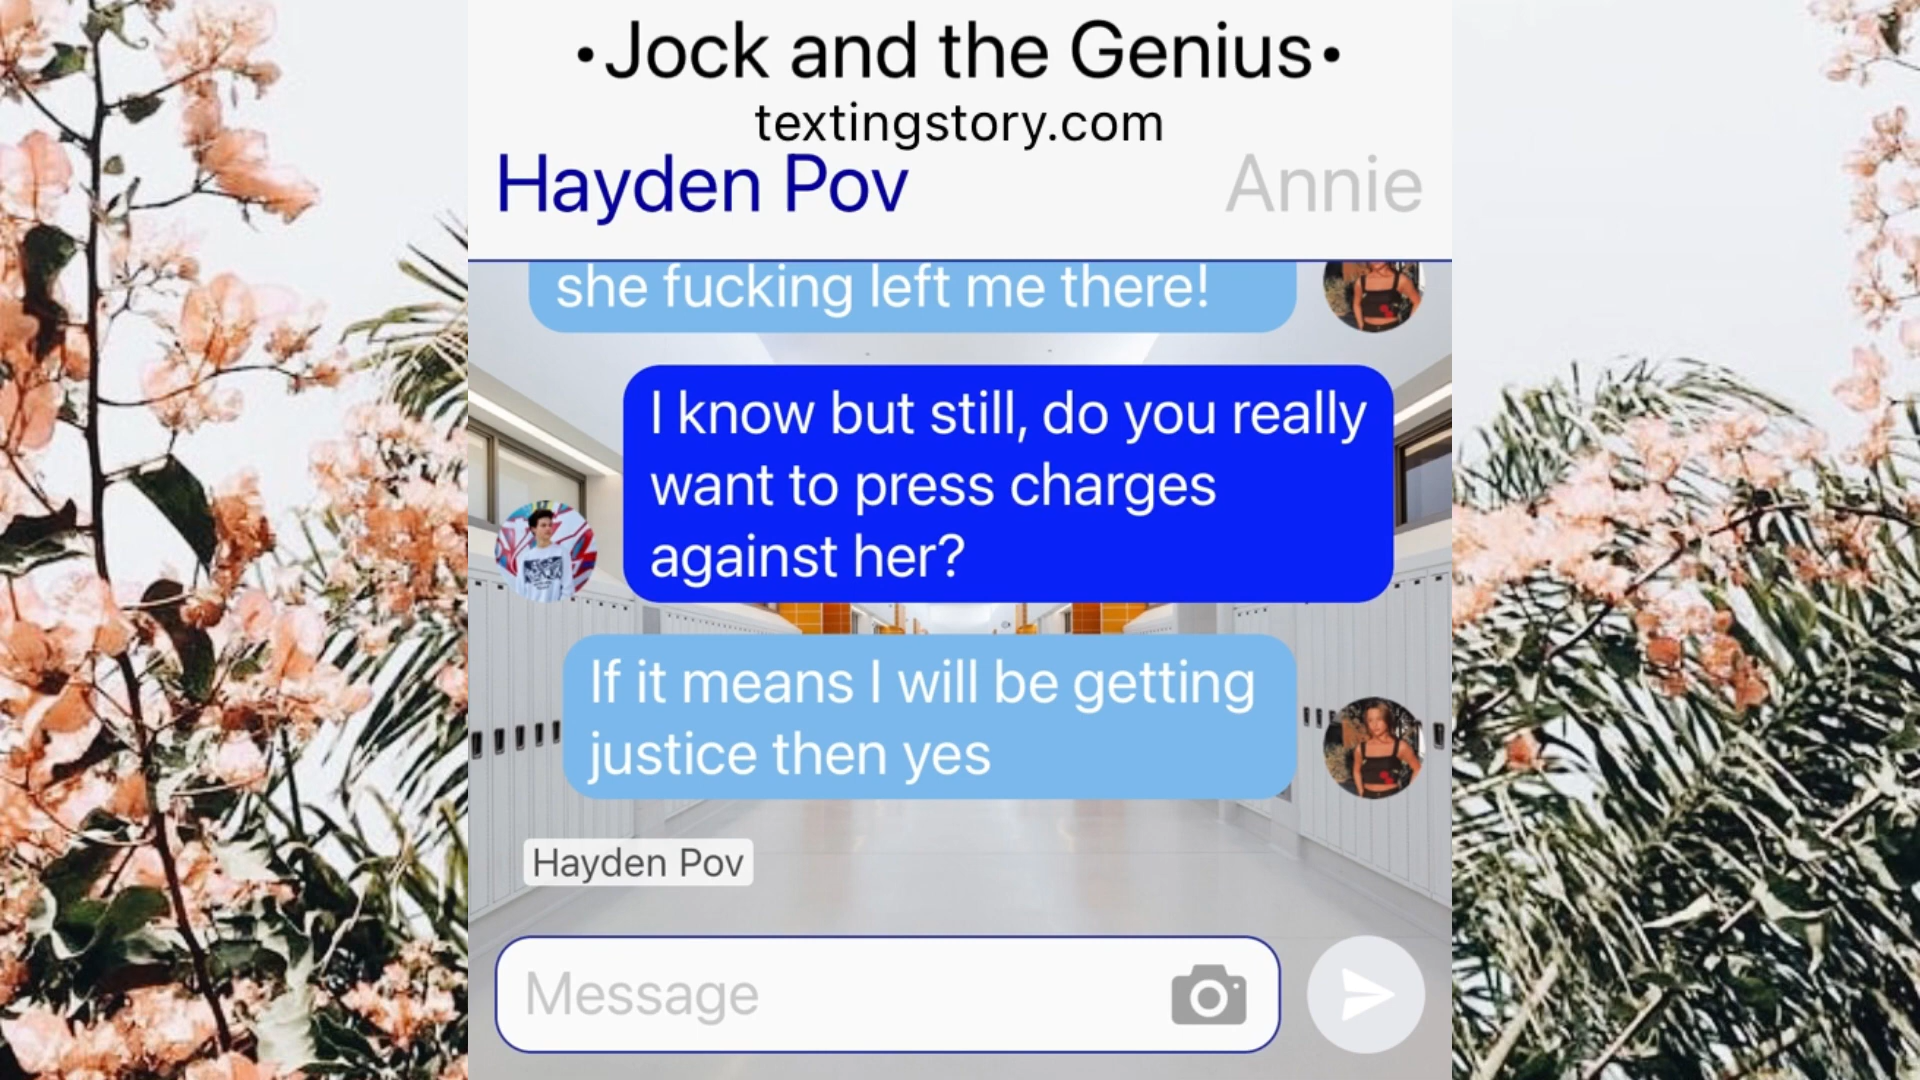 •Jock and the Genius•
textingstory.com
Hayden Pov
Annie
she fucking left me there!
I know but still, do you really
want to press charges
against her?
If it means I will be getting
justice then yes
Hayden Pov
Message